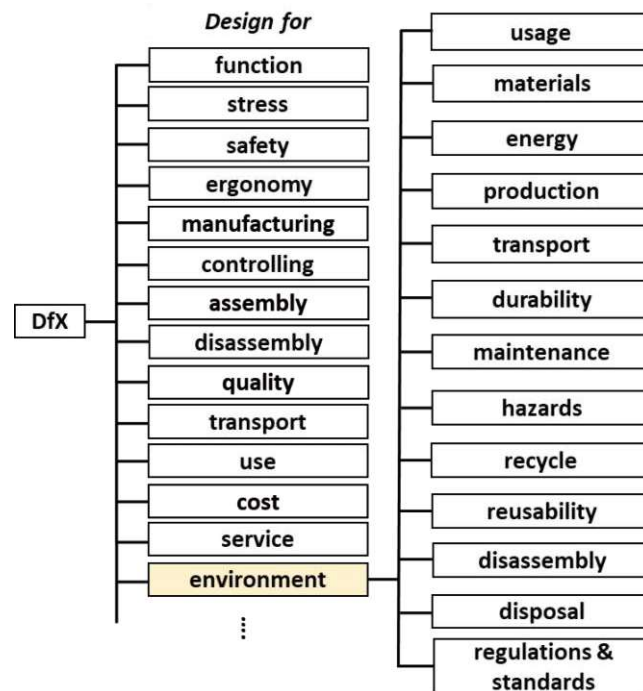 Design for
function
stress
safety
ergonomy
manufacturing
controlling
assembly
DfX
disassembly
quality
transport
use
cost
service
environment
usage
materials
energy
production
transport
durability
maintenance
hazards
recycle
reusability
disassembly
disposal
regulations &
standards